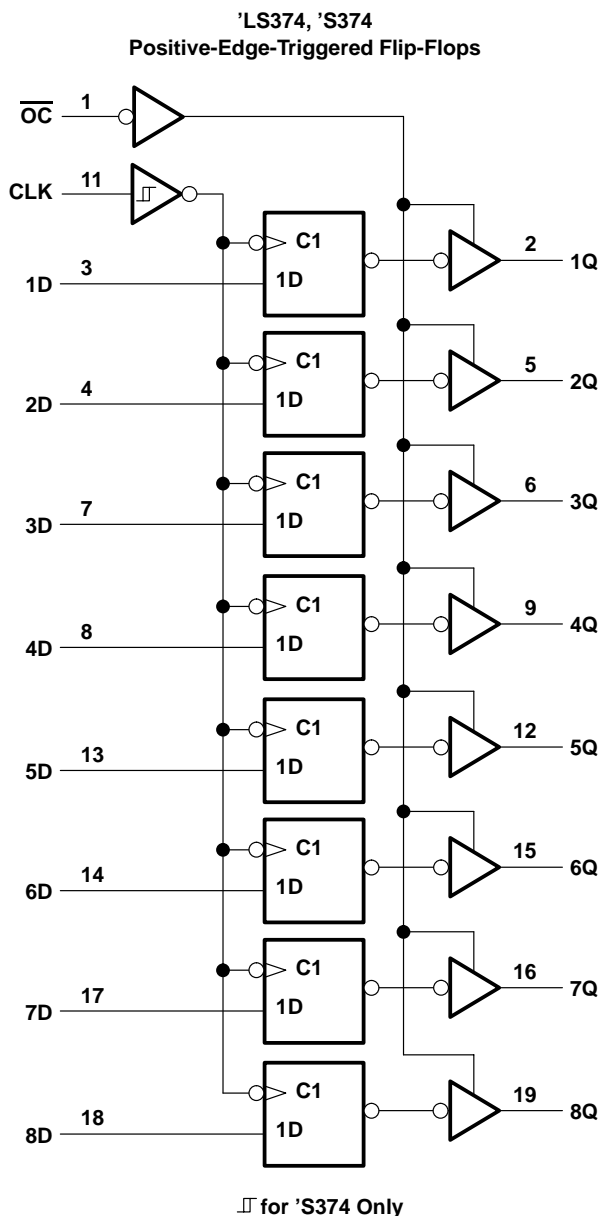 ’LS374, ’S374
Positive-Edge-Triggered Flip-Flops
OC 1
CLK 11
C1
1D 3 1D 2 1Q
C1
2D 4 1D 5 2Q
C1
3D 7 1D 6 3Q
C1
4D 8 1D 9 4Q
C1
5D 13 1D 12 5Q
C1
6D 14 1D 15 6Q
C1
7D 17 1D 16 7Q
C1
8D 18 1D 19 8Q
for ’S374 Only